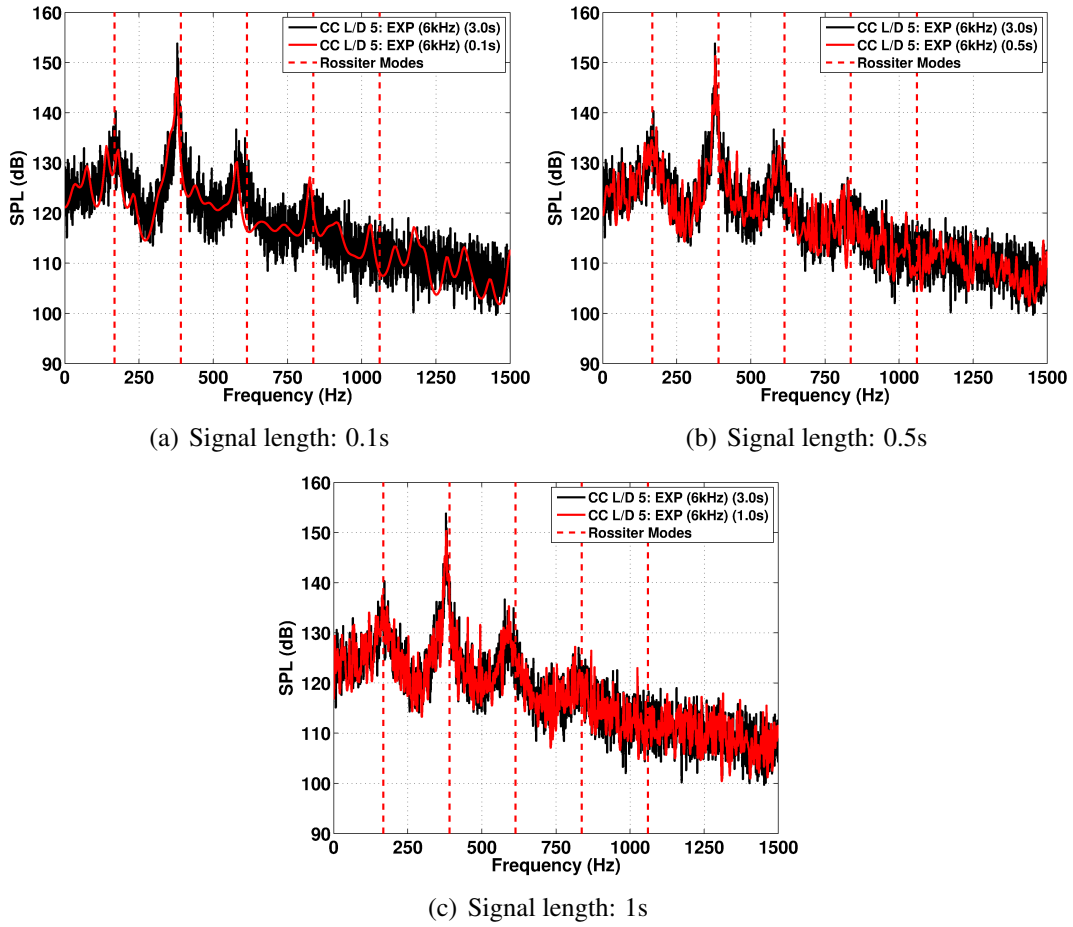 CC L/D 5: EXP (6kHz) (3.0s)
CC L/D 5: EXP (6kHz) (0.1s)
Rossiter Modes
160
150
140
130
120
110
100
90
SPL (dB)
0 250 500 750 1000 1250 1500
Frequency (Hz)
(a) Signal length: 0.1s
CC L/D 5: EXP (6kHz) (3.0s)
CC L/D 5: EXP (6kHz) (0.5s)
Rossiter Modes
160
150
140
130
120
110
100
90
SPL (dB)
0 250 500 750 1000 1250 1500
Frequency (Hz)
(b) Signal length: 0.5s
CC L/D 5: EXP (6kHz) (3.0s)
CC L/D 5: EXP (6kHz) (1.0s)
Rossiter Modes
160
150
140
130
120
110
100
90
SPL (dB)
0 250 500 750 1000 1250 1500
Frequency (Hz)
(c) Signal length: 1s